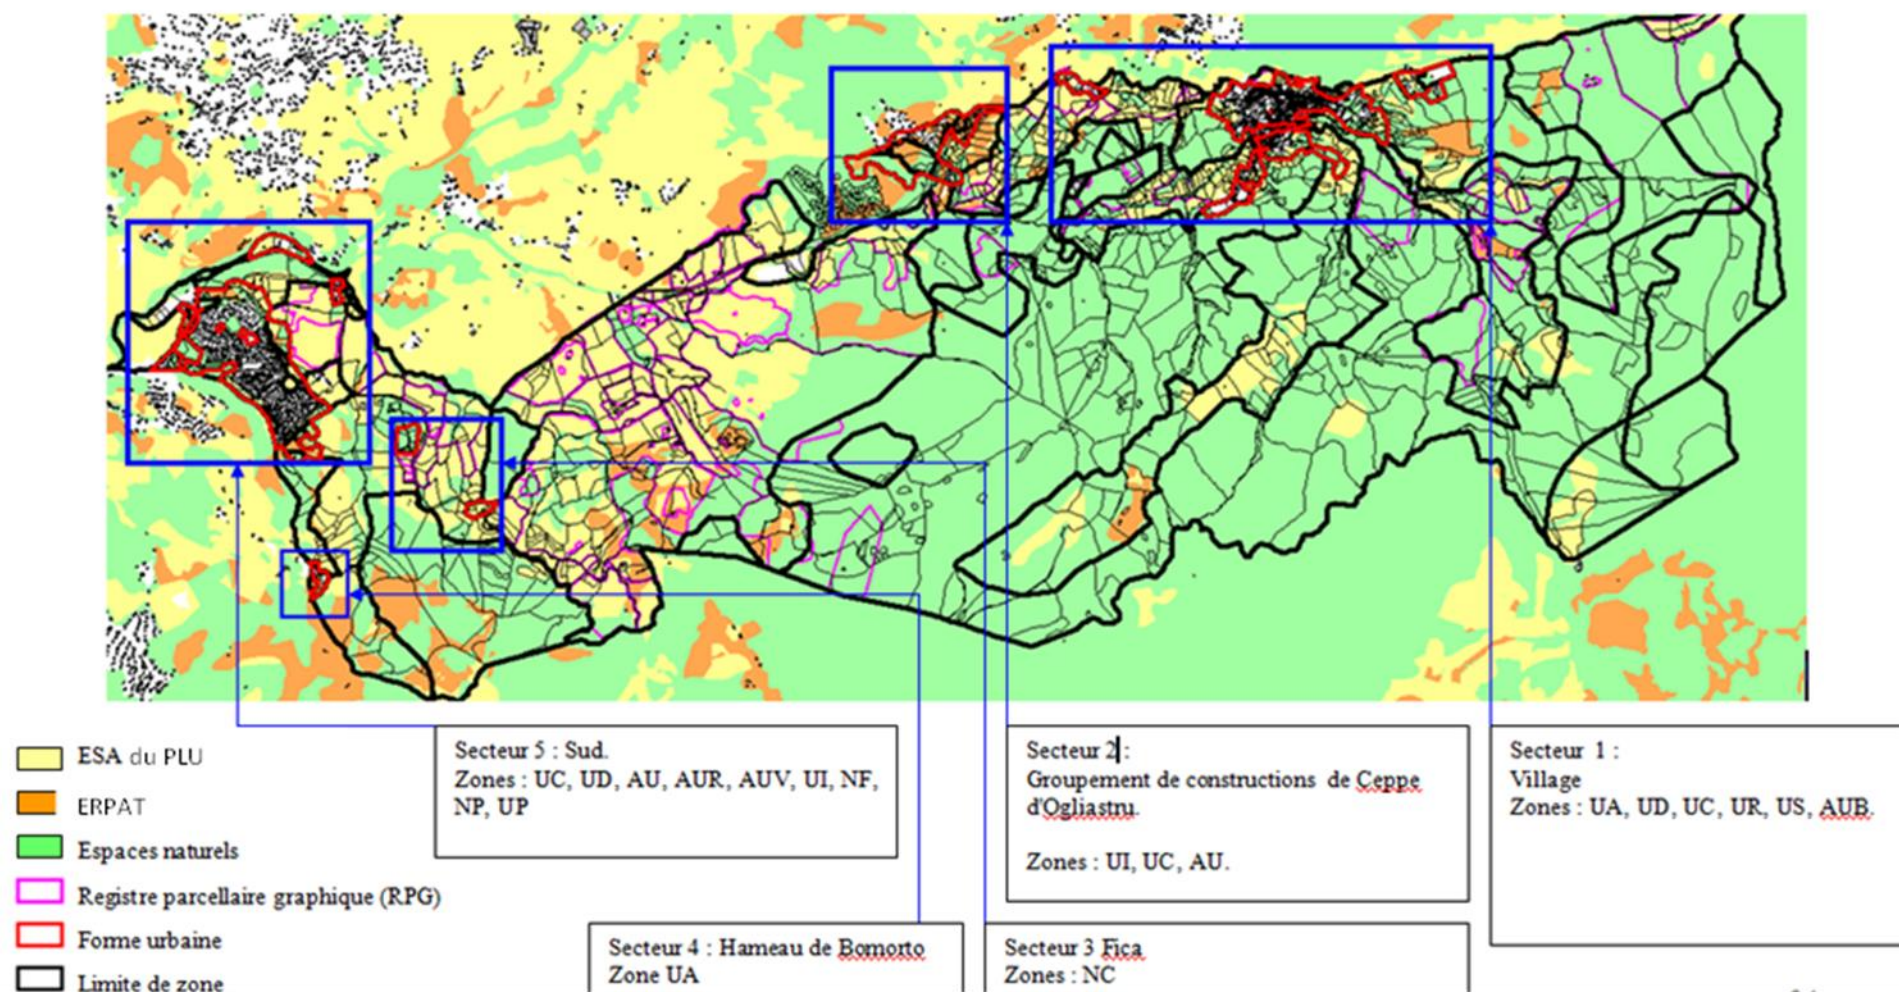 ESA du PLU
ERPAT
Espaces naturels
Registre parcellaire graphique (RPG)
Forme urbaine
Limite de zone
Secteur 5 : Sud.
Zones : UC, UD, AU, AUR, AUV, UI, NF,
NP, UP
Secteur 4 : Hameau de Bomorto
Zone UA
Secteur 2 :
Groupement de constructions de Ceppe
d'Ogliastru.
Zones : UI, UC, AU.
Secteur 3 Fica
Zones : NC
Secteur 1 :
Village
Zones : UA, UD, UC, UR, US, AUB.